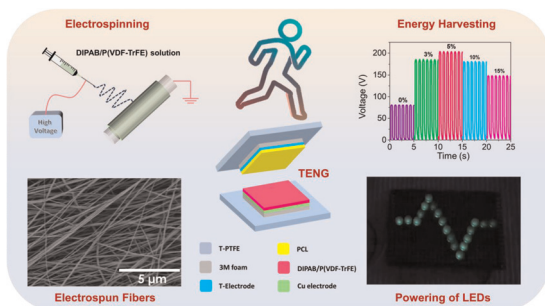 Electrospinning
DIPAB/P(VDF-TrFE) solution
High
Voltage
5 μm
Electrospun Fibers
TENG
T-PTFE
3M foam
T-Electrode
PCL
DIPAB/P(VDF-TrFE)
Cu electrode
Energy Harvesting
Voltage (V)
200
150
100
50
0
0%
3%
5%
10%
15%
0 5 10 15 20 25
Time (s)
Powering of LEDs